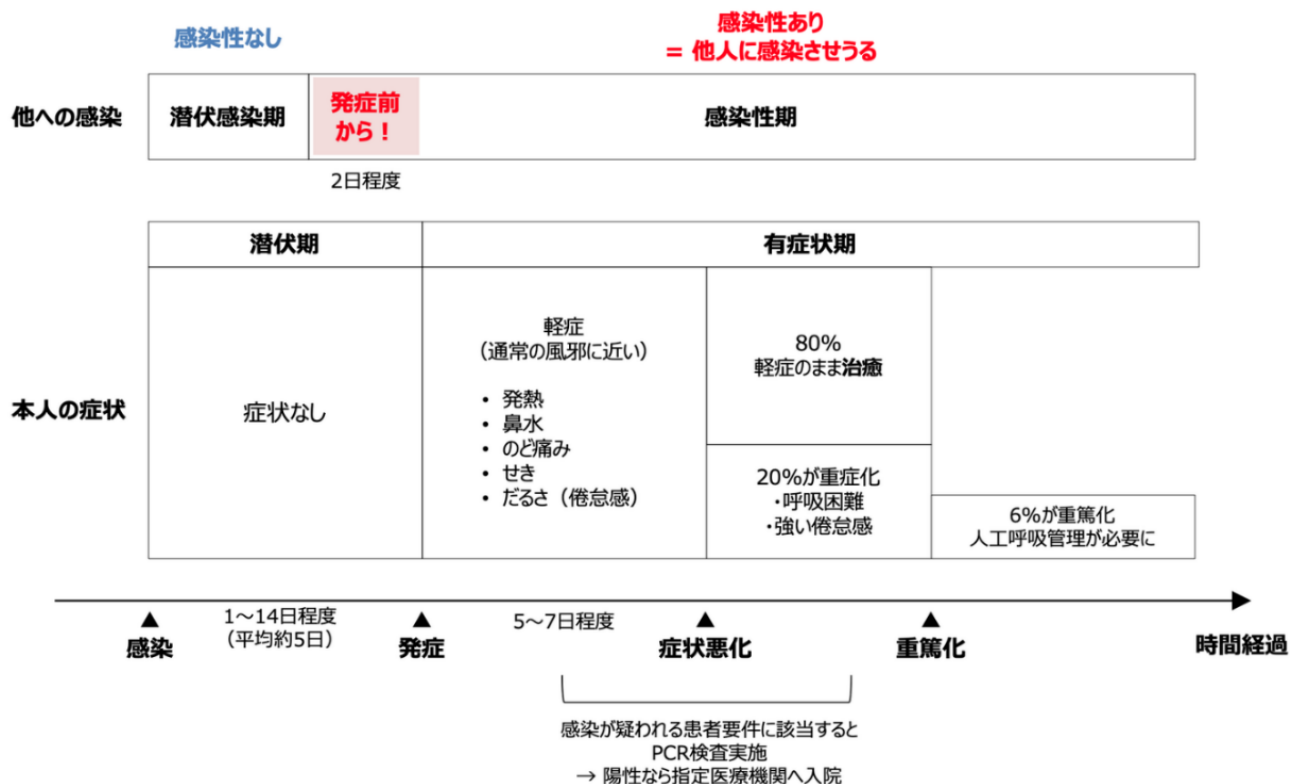 感染性なし
感染性あり
= 他人に感染させうる
他への感染
潜伏感染期
発症前
から！
感染性期
2日程度
潜伏期
有症状期
本人の症状
症状なし
軽症
（通常の風邪に近い）
• 発熱
• 鼻水
• のど痛み
• せき
• だるさ（倦怠感）
80%
軽症のまま治癒
20%が重症化
・呼吸困難
・強い倦怠感
6%が重篤化
人工呼吸管理が必要に
▲
感染
1～14日程度
（平均約5日）
▲
発症
5～7日程度
▲
症状悪化
▲
重篤化
時間経過
感染が疑われる患者要件に該当すると
PCR検査実施
→ 陽性なら指定医療機関へ入院